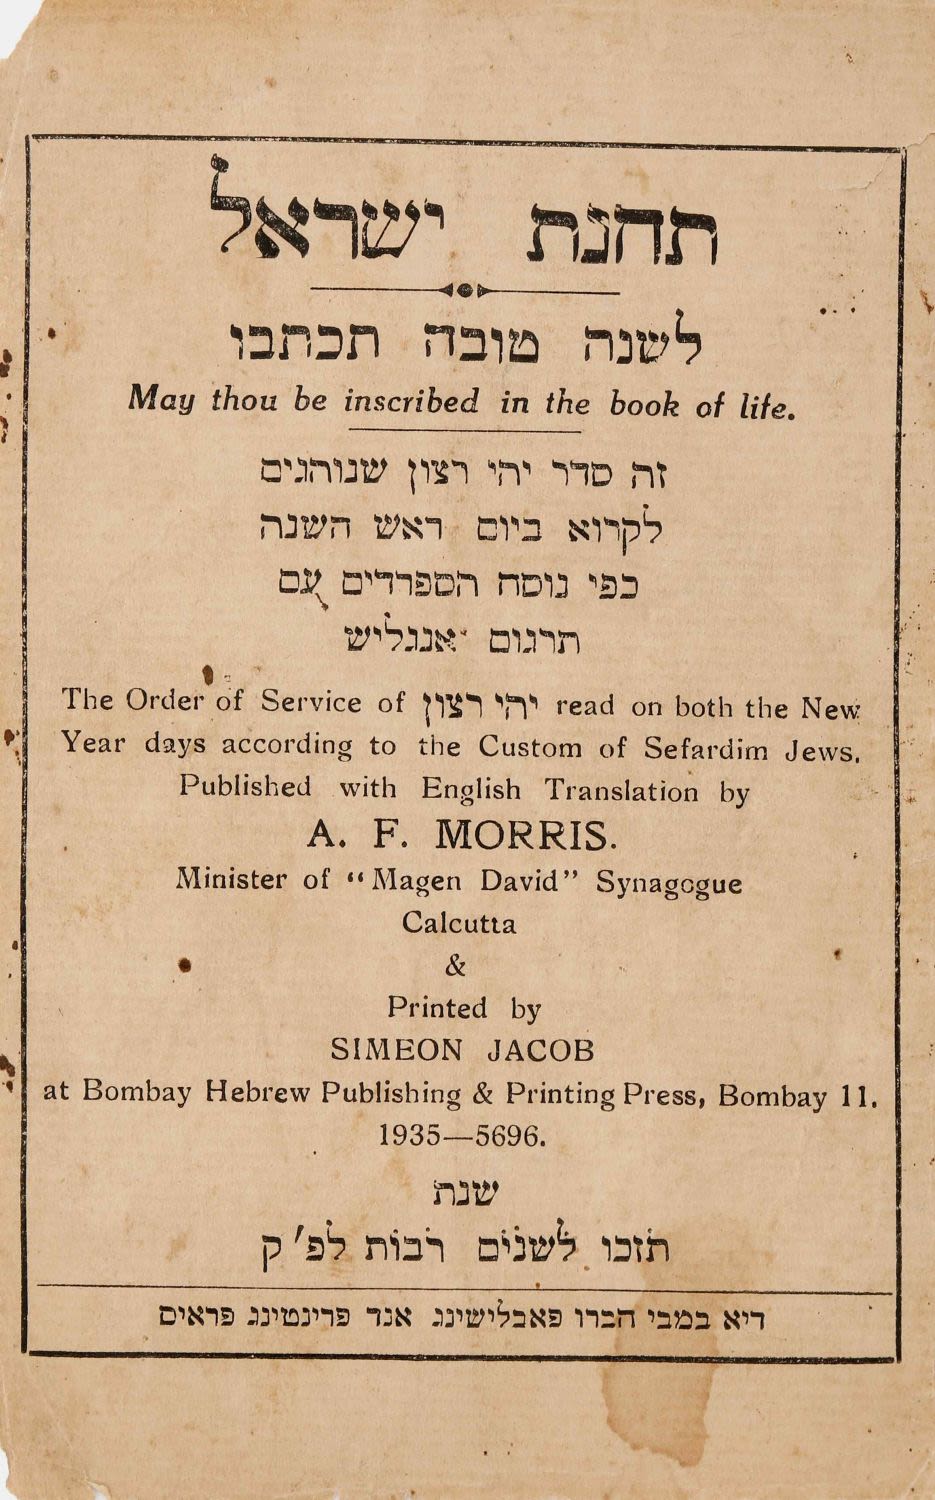 תחנת ישראל
לשנה טובה תכתבו
May thou be inscribed in the book of life.
זה סדר יהי רצון שנוהגים
לקרוא ביום ראש השנה
כפי נוסח הספרדים עם
תרגום אנגליש
The Order of Service of יהי רצון read on both the New
Year days according to the Custom of Sefardim Jews.
Published with English Translation by
A. F. MORRIS.
Minister of “Magen David” Synagogue
Calcutta
&
Printed by
SIMEON JACOB
at Bombay Hebrew Publishing & Printing Press, Bombay 11.
1935—5696.
שנת
תזכו לשנים רבות לפ'ק
דיא במבי הברו פאבלישינג אנד פרינטינג פראיס